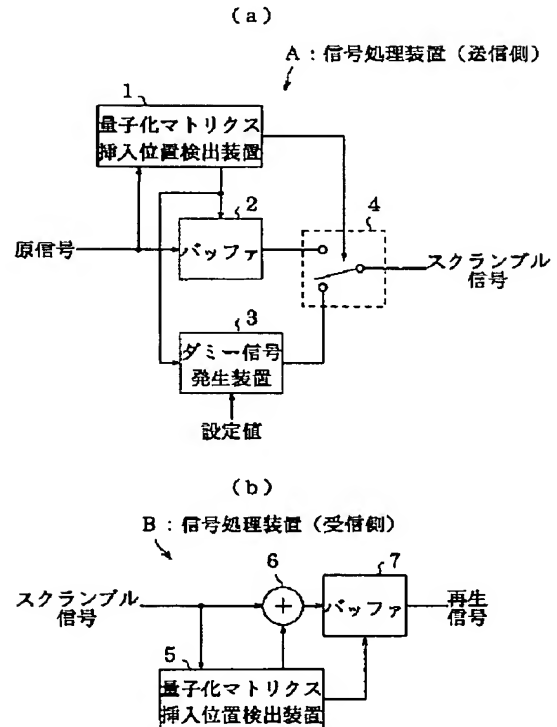 (a)
A:信号処理装置(送信側)
1
量子化マトリクス
挿入位置検出装置
2
4
原信号
バッファ
スクランブル
信号
3
ダミー信号
発生装置
設定値
(b)
B:信号処理装置(受信側)
6
7
スクランブル
信号
+
バッファ
再生
信号
5
量子化マトリクス
挿入位置検出装置